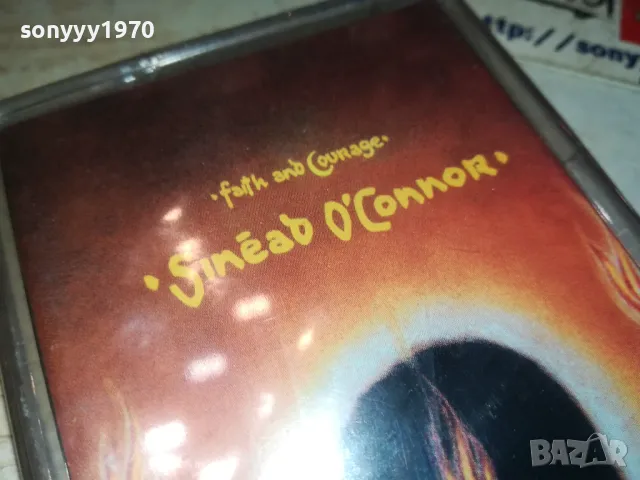 sonyyy1970
ttp://sony
·Faith and Courage·
·Sinéad O'Connor·
BAZAR